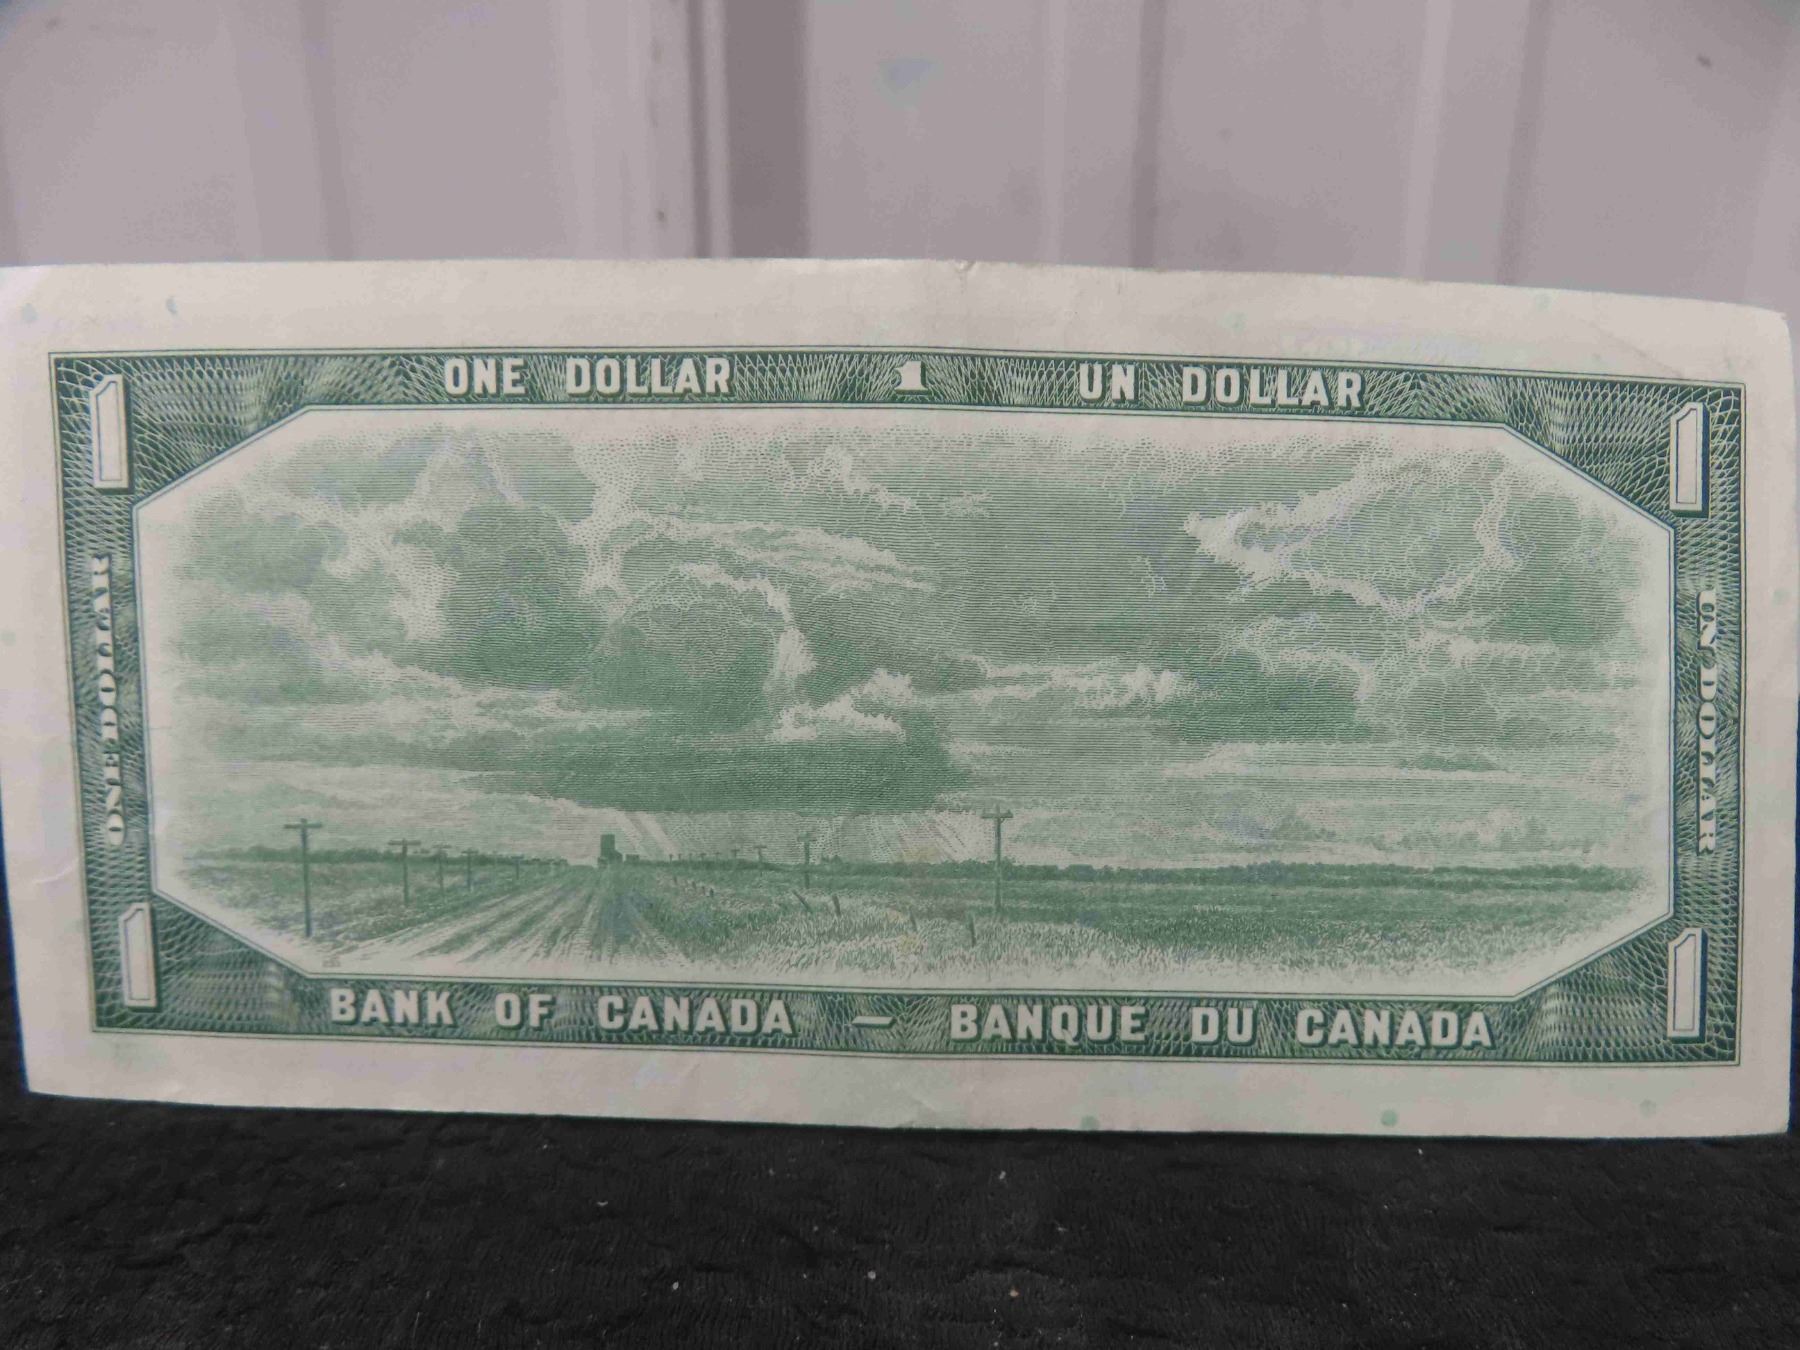 ONE DOLLAR 1 UN DOLLAR
1
1
ONE DOLLAR
UN DOLLAR
1
1
BANK OF CANADA – BANQUE DU CANADA